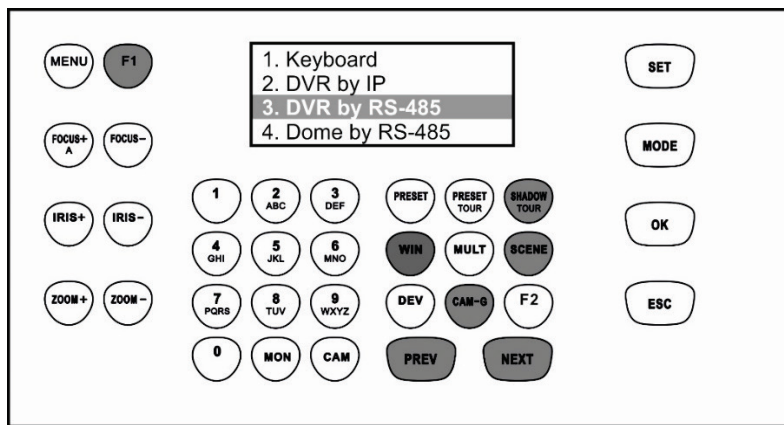 MENU F1
1. Keyboard
2. DVR by IP
3. DVR by RS-485
4. Dome by RS-485
SET
FOCUS+
A
FOCUS-
MODE
IRIS+ IRIS-
1
2
ABC
3
DEF
PRESET
PRESET
TOUR
SHADOW
TOUR
OK
4
GHI
5
JKL
6
MNO
WIN MULT SCENE
ZOOM+ ZOOM-
7
PQRS
8
TUV
9
WXYZ
DEV CAM-G F2
ESC
0 MON CAM PREV NEXT